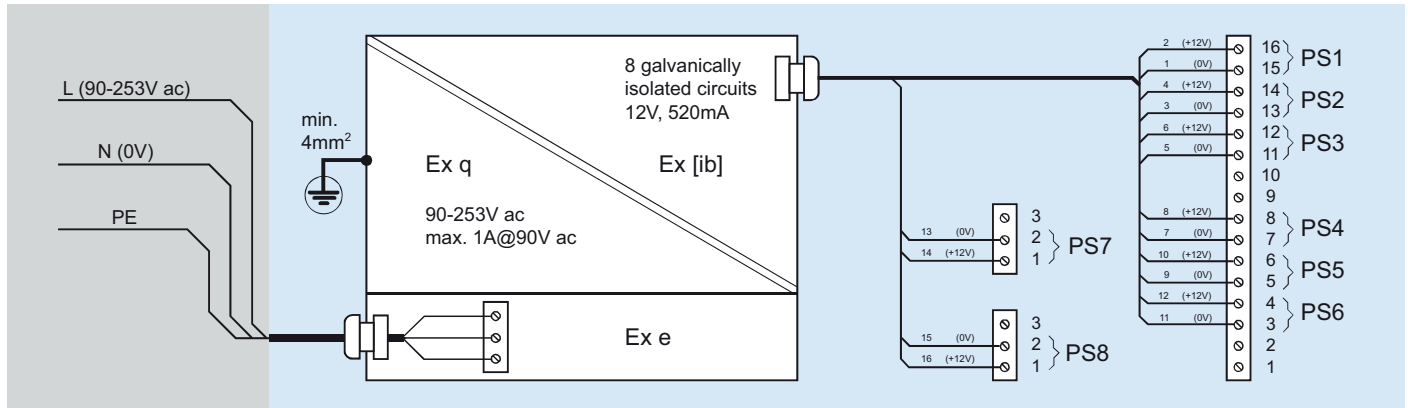 L (90-253V ac)
N (0V)
PE
min.
4mm²
Ex q
90-253V ac
max. 1A@90V ac
8 galvanically
isolated circuits
12V, 520mA
Ex [ib]
Ex e
13 (0V)
14 (+12V)
3
2
1
PS7
15 (0V)
16 (+12V)
3
2
1
PS8
2 (+12V) 16
1 (0V) 15
PS1
4 (+12V) 14
3 (0V) 13
PS2
6 (+12V) 12
5 (0V) 11
PS3
10
9
8 (+12V) 8
7 (0V) 7
PS4
10 (+12V) 6
9 (0V) 5
PS5
12 (+12V) 4
11 (0V) 3
PS6
2
1